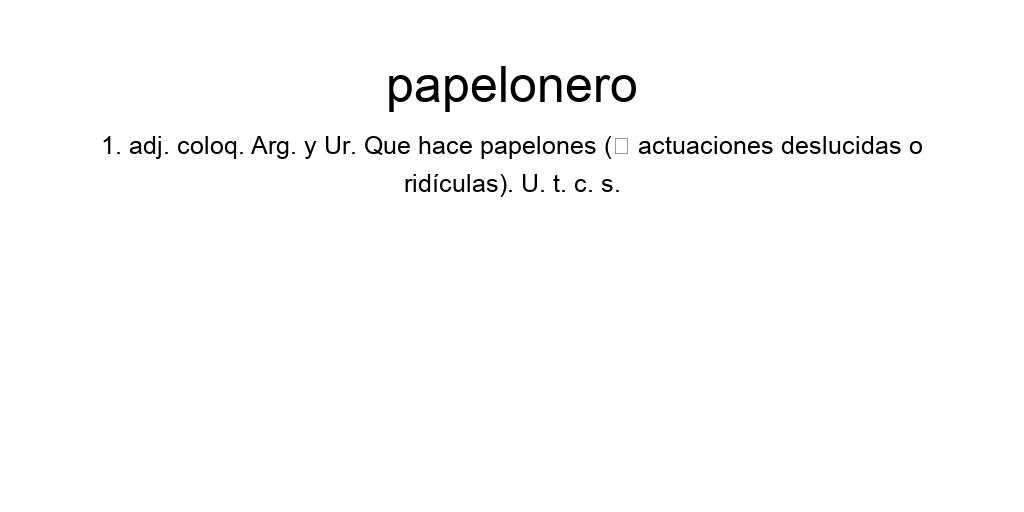 papelonero
1. adj. coloq. Arg. y Ur. Que hace papelones (□ actuaciones deslucidas o
ridículas). U. t. c. s.